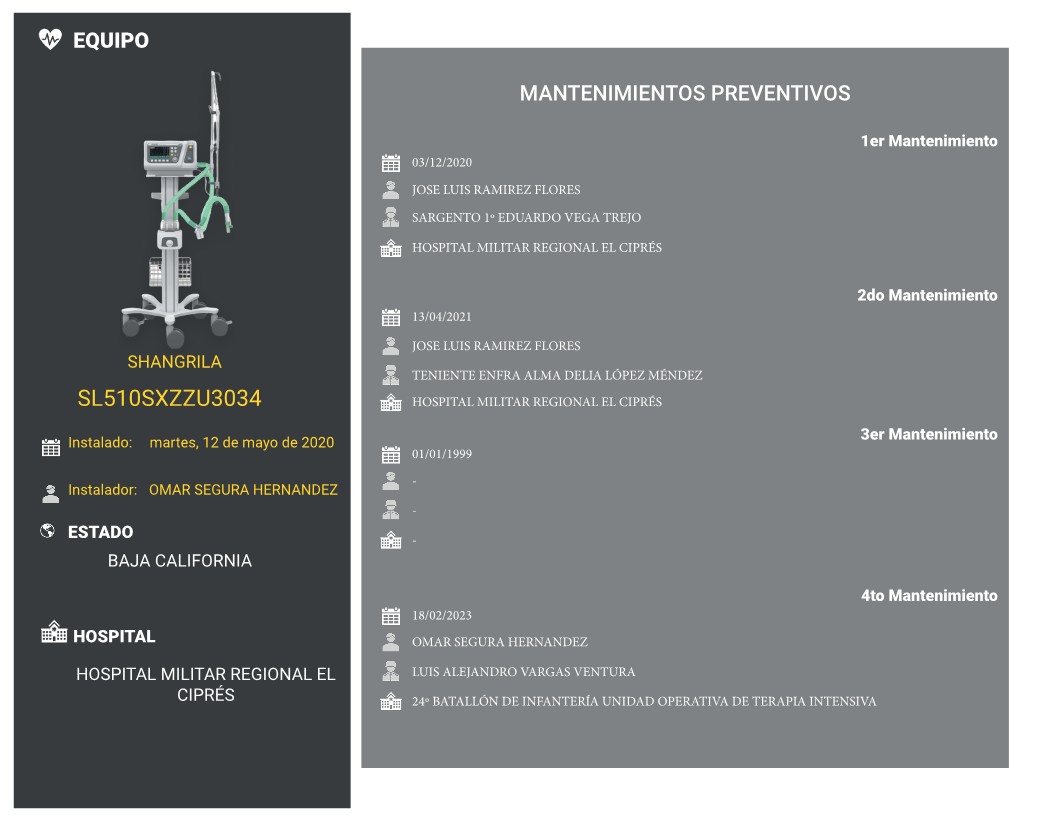 EQUIPO
SHANGRILA
SL510SXZZU3034
Instalado: martes, 12 de mayo de 2020
Instalador: OMAR SEGURA HERNANDEZ
ESTADO
BAJA CALIFORNIA
HOSPITAL
HOSPITAL MILITAR REGIONAL EL
CIPRÉS
MANTENIMIENTOS PREVENTIVOS
1er Mantenimiento
03/12/2020
JOSE LUIS RAMIREZ FLORES
SARGENTO 1º EDUARDO VEGA TREJO
HOSPITAL MILITAR REGIONAL EL CIPRÉS
2do Mantenimiento
13/04/2021
JOSE LUIS RAMIREZ FLORES
TENIENTE ENFRA ALMA DELIA LÓPEZ MÉNDEZ
HOSPITAL MILITAR REGIONAL EL CIPRÉS
3er Mantenimiento
01/01/1999
-
-
-
4to Mantenimiento
18/02/2023
OMAR SEGURA HERNANDEZ
LUIS ALEJANDRO VARGAS VENTURA
24º BATALLÓN DE INFANTERÍA UNIDAD OPERATIVA DE TERAPIA INTENSIVA